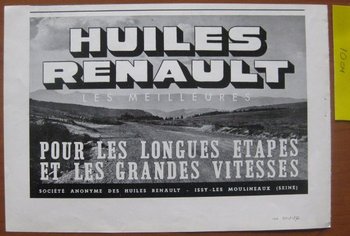 HUILES
RENAULT
LES MEILLEURES
POUR LES LONGUES ETAPES
ET LES GRANDES VITESSES
SOCIÉTÉ ANONYME DES HUILES RENAULT - ISSY-LES MOULINEAUX (SEINE)